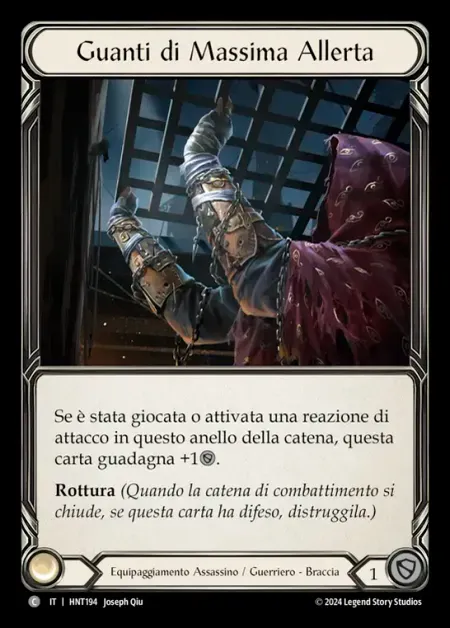 Guanti di Massima Allerta
Se è stata giocata o attivata una reazione di
attacco in questo anello della catena, questa
carta guadagna +1.
Rottura (Quando la catena di combattimento si
chiude, se questa carta ha difeso, distruggila.)
Equipaggiamento Assassino / Guerriero - Braccia
1
C IT | HNT194 Joseph Qiu
© 2024 Legend Story Studios